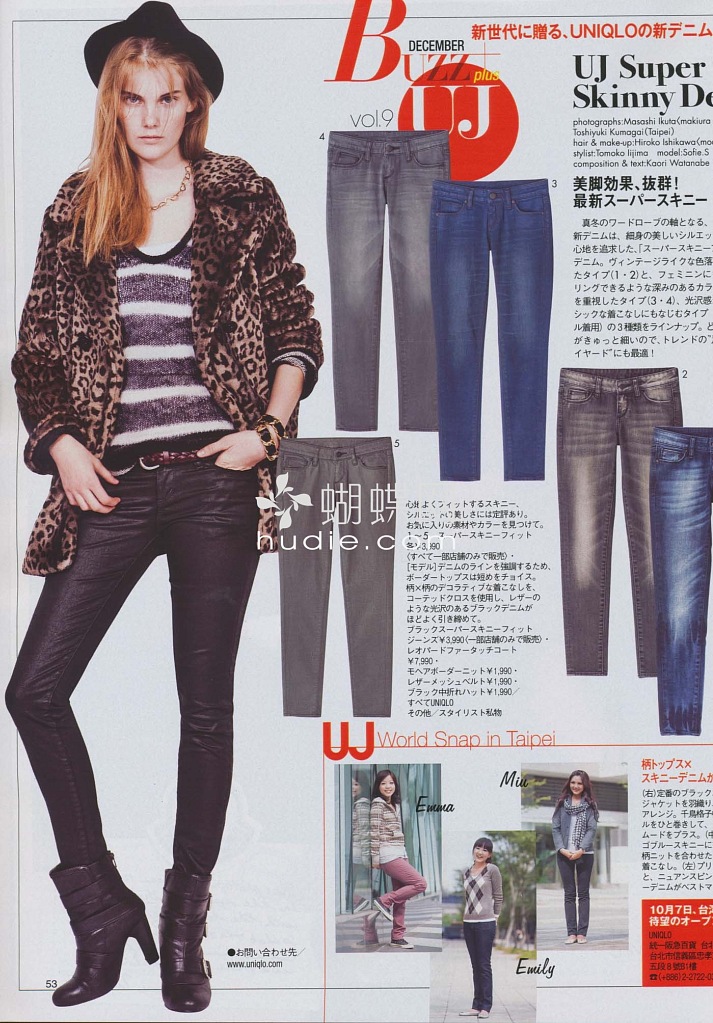 新世代に贈る、UNIQLOの新デニム
DECEMBER
BUZZ plus
UJ
vol.9
UJ Super
Skinny De
photographs:Masashi Ikuta(makiura
Toshiyuki Kumagai(Taipei)
hair & make-up:Hiroko Ishikawa(mod
stylist:Tomoko Iijima model:Sofie.S
composition & text:Kaori Watanabe
美脚効果、抜群!
最新スーパースキニー
真冬のワードローブの軸となる、
新デニムは、細身の美しいシルエッ
心地を追求した、「スーパースキニー
デニム。ヴィンテージライクな色落
たタイプ(1・2)と、フェミニンに
リングできるような深みのあるカラ
を重視したタイプ(3・4)、光沢感
シックな着こなしにもなじむタイプ
ル着用)の3種類をラインナップ。ど
がきゅっと細いので、トレンドの"
イヤード"にも最適!
4
3
2
5
蝴蝶
hudie.com
心地よくフィットするスキニー。
美しさには定評あり。
お気に入りの素材やカラーを見つけて。
1~5 スーパースキニーフィット
各¥3,990
(すべて一部店舗のみで販売)・
[モデル]デニムのラインを強調するため、
ボーダートップスは短めをチョイス。
柄×柄のデコラティブな着こなしを、
コーテッドクロスを使用し、レザーの
ような光沢のあるブラックデニムが
ほどよく引き締めて。
ブラックスーパースキニーフィット
ジーンズ¥3,990(一部店舗のみで販売)・
レオパードファータッチコート
¥7,990・
モヘアボーダーニット¥1,990・
レザーメッシュベルト¥1,990・
ブラック中折れハット¥1,990/
すべてUNIQLO
その他/スタイリスト私物
UJ World Snap in Taipei
Emma
Miu
Emily
柄トップス×
スキニーデニムが
(右)定番のブラック
ジャケットを羽織り
アレンジ。千鳥格子
ルをひと巻きして、
ムードをプラス。(中
ゴブルースキニーに
柄ニットを合わせた
着こなし。(左)プリ
と、ニュアンスピン
ーデニムがベストマ
10月7日、台
待望のオープ
UNIQLO
統一阪急百貨 台北
台北市信義區忠孝
五段8號B1樓
☎(+886)2-2722-0
●お問い合わせ先/
www.uniqlo.com
53